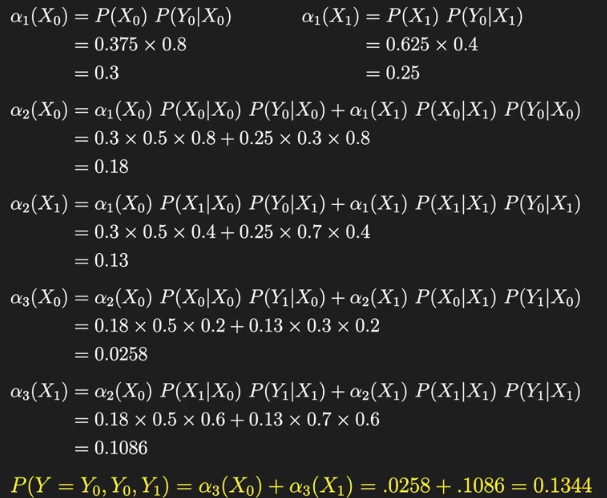 α₁(X₀) = P(X₀) P(Y₀|X₀)
= 0.375 × 0.8
= 0.3
α₁(X₁) = P(X₁) P(Y₀|X₁)
= 0.625 × 0.4
= 0.25
α₂(X₀) = α₁(X₀) P(X₀|X₀) P(Y₀|X₀) + α₁(X₁) P(X₀|X₁) P(Y₀|X₀)
= 0.3 × 0.5 × 0.8 + 0.25 × 0.3 × 0.8
= 0.18
α₂(X₁) = α₁(X₀) P(X₁|X₀) P(Y₀|X₁) + α₁(X₁) P(X₁|X₁) P(Y₀|X₁)
= 0.3 × 0.5 × 0.4 + 0.25 × 0.7 × 0.4
= 0.13
α₃(X₀) = α₂(X₀) P(X₀|X₀) P(Y₁|X₀) + α₂(X₁) P(X₀|X₁) P(Y₁|X₀)
= 0.18 × 0.5 × 0.2 + 0.13 × 0.3 × 0.2
= 0.0258
α₃(X₁) = α₂(X₀) P(X₁|X₀) P(Y₁|X₁) + α₂(X₁) P(X₁|X₁) P(Y₁|X₁)
= 0.18 × 0.5 × 0.6 + 0.13 × 0.7 × 0.6
= 0.1086
P(Y = Y₀, Y₀, Y₁) = α₃(X₀) + α₃(X₁) = .0258 + .1086 = 0.1344